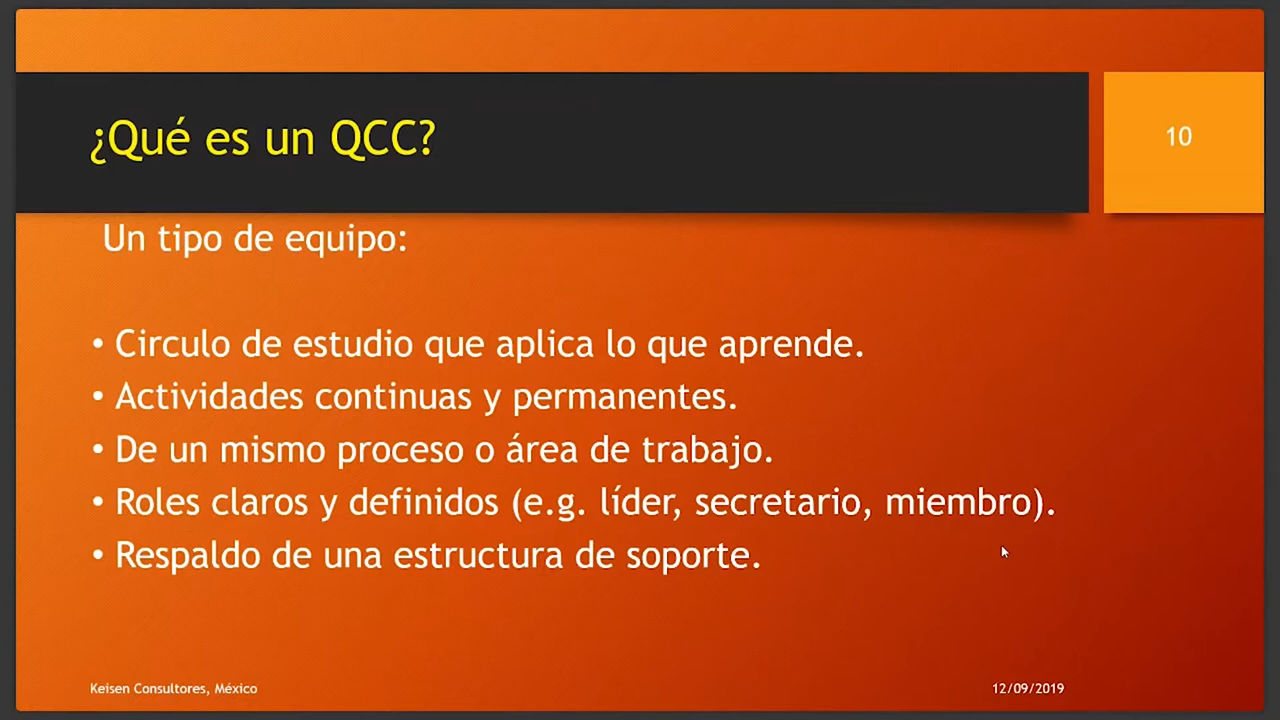 ¿Qué es un QCC?
10
Un tipo de equipo:
• Circulo de estudio que aplica lo que aprende.
• Actividades continuas y permanentes.
• De un mismo proceso o área de trabajo.
• Roles claros y definidos (e.g. líder, secretario, miembro).
• Respaldo de una estructura de soporte.
Keisen Consultores, México
12/09/2019